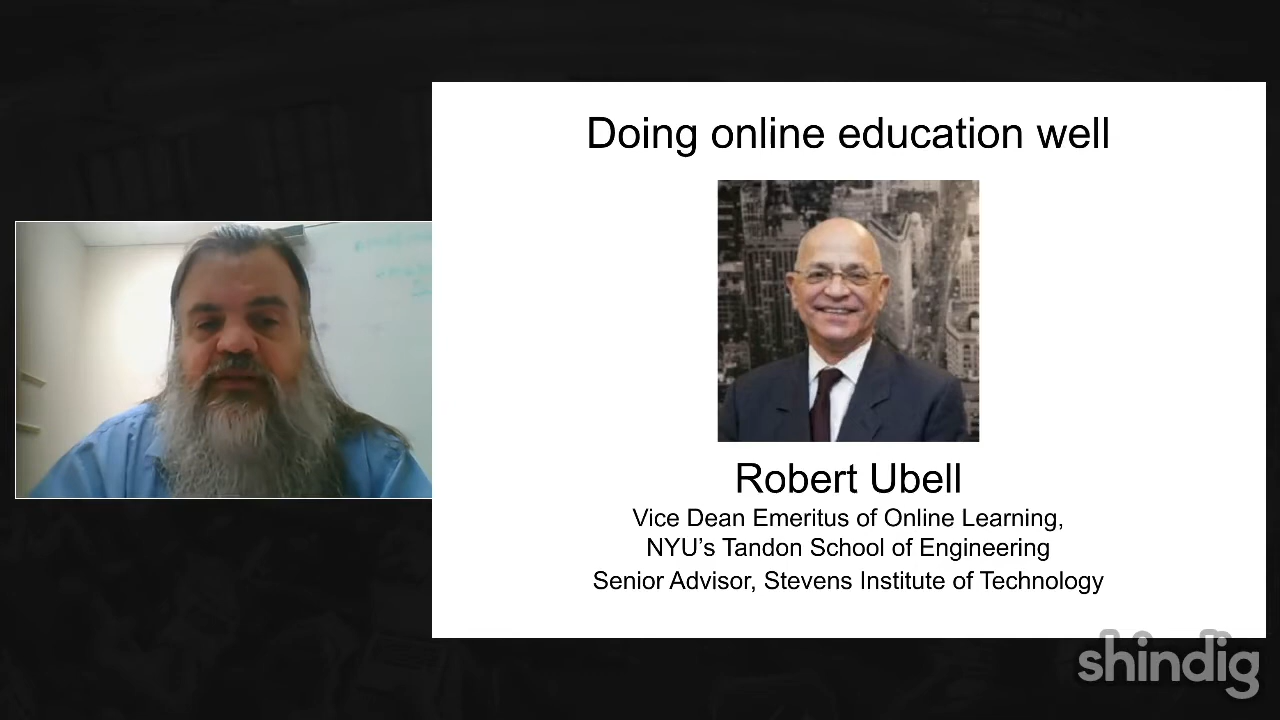 Doing online education well
Robert Ubell
Vice Dean Emeritus of Online Learning,
NYU's Tandon School of Engineering
Senior Advisor, Stevens Institute of Technology
shindig